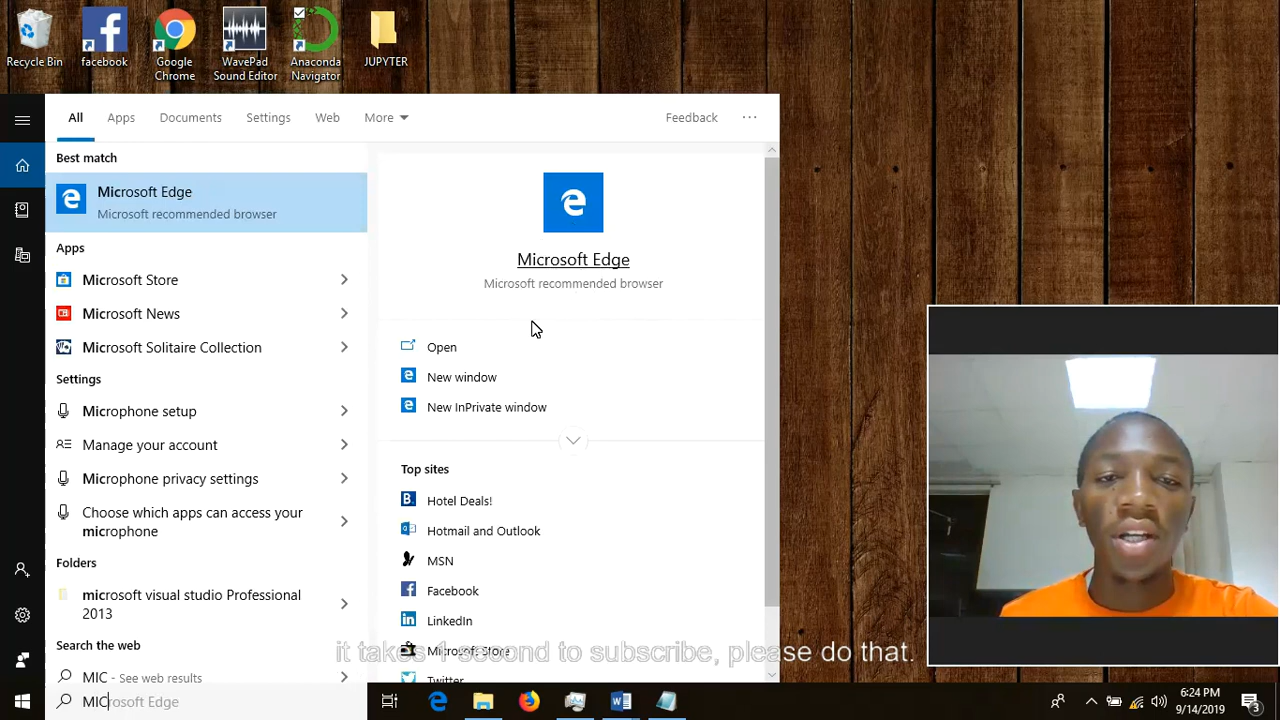 Recycle Bin
facebook
Google
Chrome
WavePad
Sound Editor
Anaconda
Navigator
JUPYTER
All
Apps
Documents
Settings
Web
More
Feedback
Best match
Microsoft Edge
Microsoft recommended browser
Apps
Microsoft Store
Microsoft News
Microsoft Solitaire Collection
Settings
Microphone setup
Manage your account
Microphone privacy settings
Choose which apps can access your
microphone
Folders
microsoft visual studio Professional
2013
Search the web
MIC - See web results
MICrosoft Edge
Microsoft Edge
Microsoft recommended browser
Open
New window
New InPrivate window
Top sites
Hotel Deals!
Hotmail and Outlook
MSN
Facebook
LinkedIn
Microsoft Store
Twitter
it takes 1 second to subscribe, please do that.
6:24 PM
9/14/2019
3